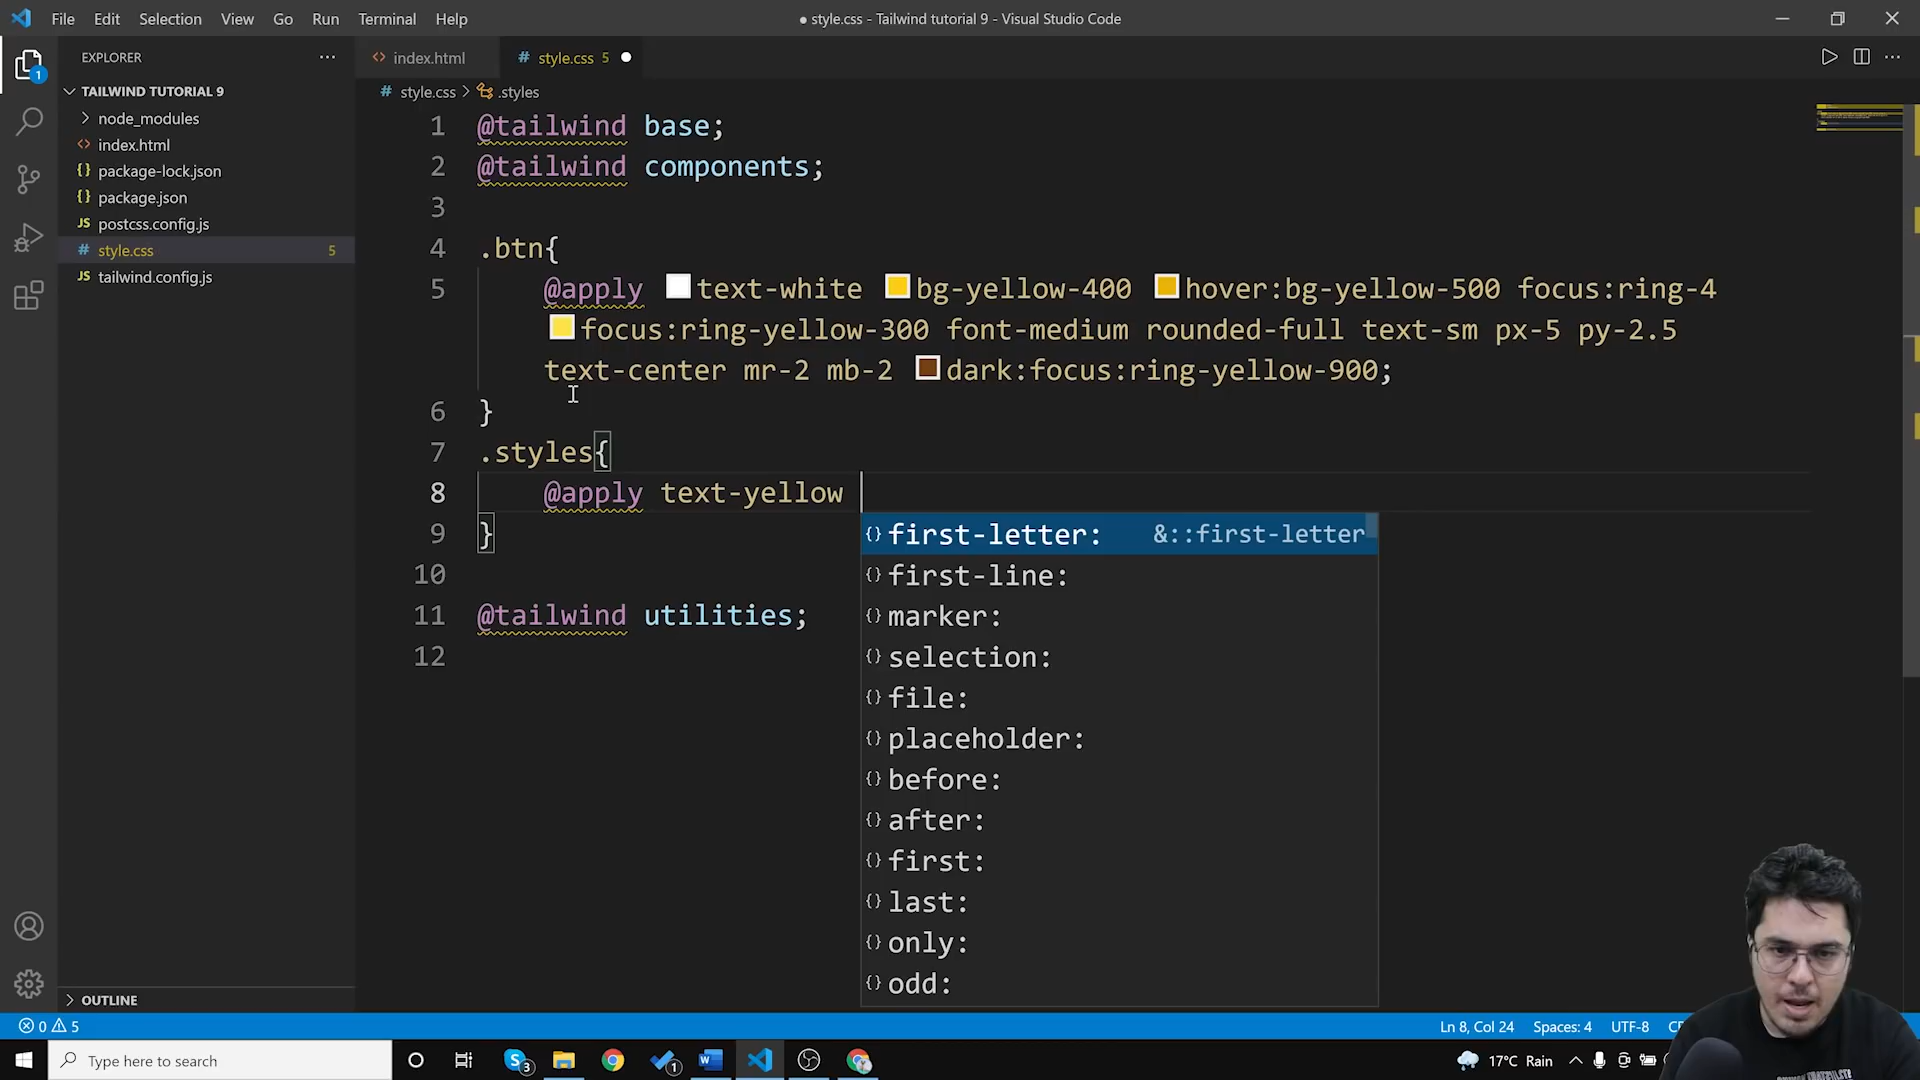 File Edit Selection View Go Run Terminal Help
● style.css - Tailwind tutorial 9 - Visual Studio Code
EXPLORER
TAILWIND TUTORIAL 9
node_modules
index.html
package-lock.json
package.json
postcss.config.js
style.css 5
tailwind.config.js
OUTLINE
index.html
style.css 5
style.css > .styles
1 @tailwind base;
2 @tailwind components;
3
4 .btn{
5 @apply text-white bg-yellow-400 hover:bg-yellow-500 focus:ring-4
focus:ring-yellow-300 font-medium rounded-full text-sm px-5 py-2.5
text-center mr-2 mb-2 dark:focus:ring-yellow-900;
6 }
7 .styles{
8 @apply text-yellow
9 }
10
11 @tailwind utilities;
12
first-letter: &::first-letter
first-line:
marker:
selection:
file:
placeholder:
before:
after:
first:
last:
only:
odd:
0 5
Ln 8, Col 24 Spaces: 4 UTF-8
Type here to search
3
1
17°C Rain